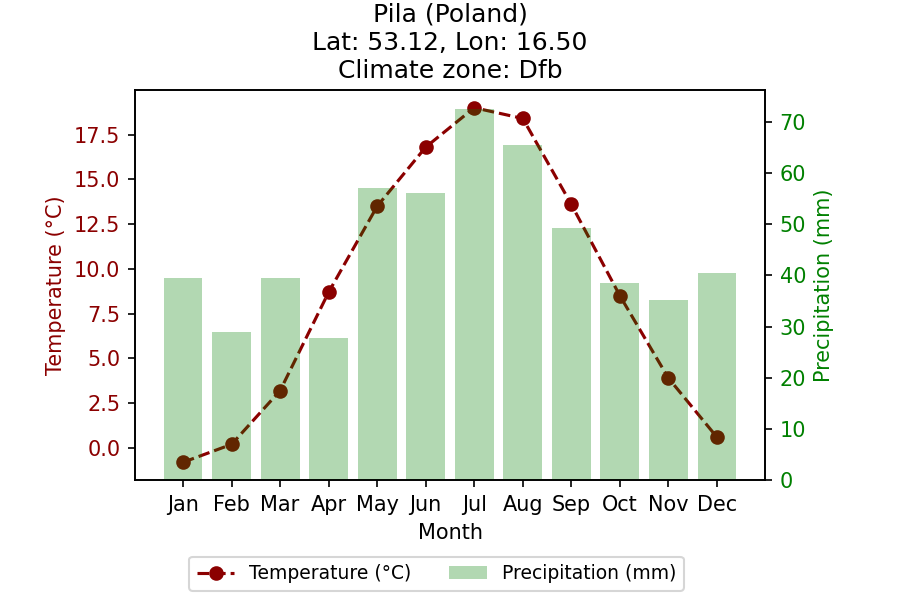 Pila (Poland)
Lat: 53.12, Lon: 16.50
Climate zone: Dfb
Temperature (°C)
17.5
15.0
12.5
10.0
7.5
5.0
2.5
0.0
70
60
50
40
30
20
10
0
Precipitation (mm)
Jan Feb Mar Apr May Jun Jul Aug Sep Oct Nov Dec
Month
Temperature (°C) Precipitation (mm)